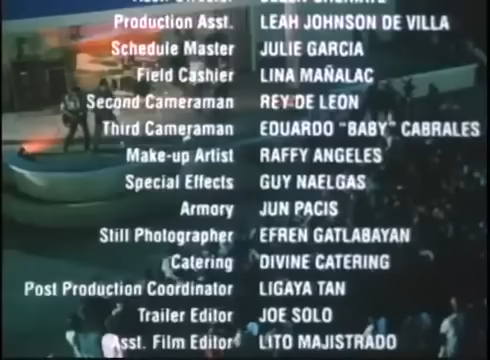 Production Asst. LEAH JOHNSON DE VILLA
Schedule Master JULIE GARCIA
Field Cashier LINA MAÑALAC
Second Cameraman REY DE LEON
Third Cameraman EDUARDO "BABY" CABRALES
Make-up Artist RAFFY ANGELES
Special Effects GUY NAELGAS
Armory JUN PACIS
Still Photographer EFREN GATLABAYAN
Catering DIVINE CATERING
Post Production Coordinator LIGAYA TAN
Trailer Editor JOE SOLO
Asst. Film Editor LITO MAJISTRADO